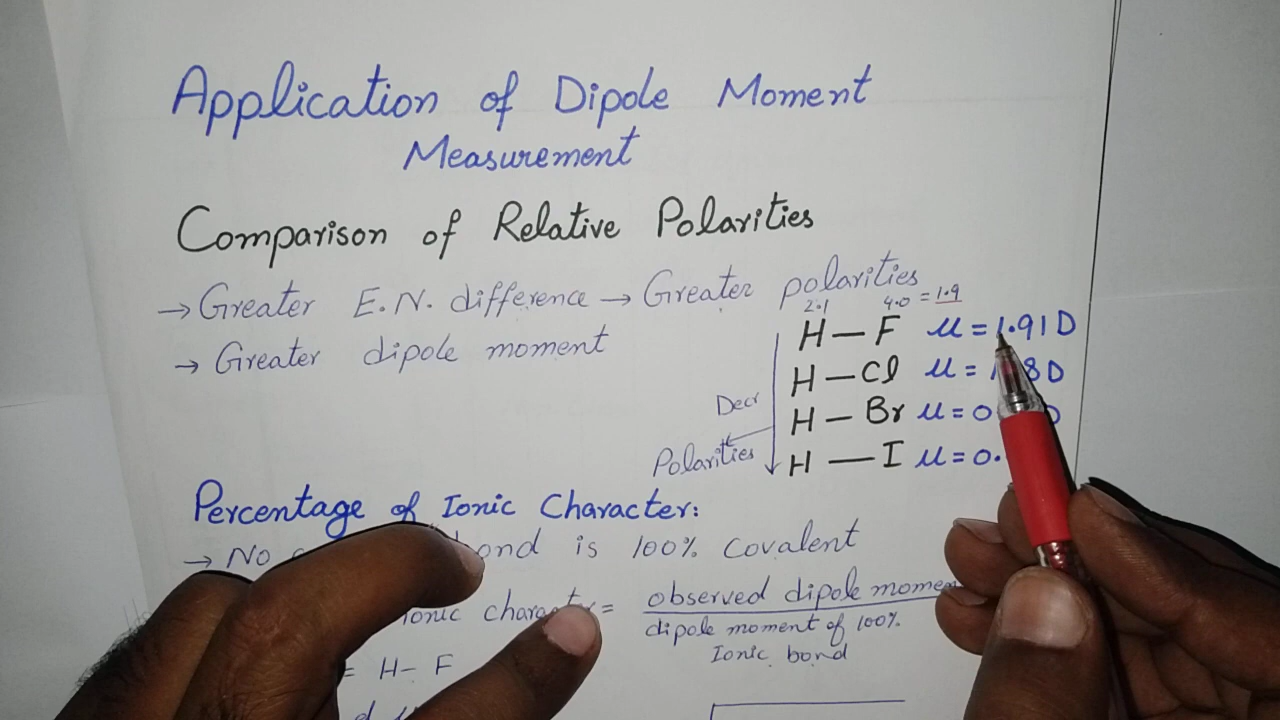 Application of Dipole Moment
Measurement
Comparison of Relative Polarities
→ Greater E.N. difference → Greater polarities
→ Greater dipole moment
2.1 4.0 = 1.9
H — F μ = 1.91 D
H — Cl μ = 8 D
H — Br μ = 0 D
H — I μ = 0.
Decr
Polarities
Percentage of Ionic Character:
→ No bond is 100% Covalent
ionic character = observed dipole momen
dipole moment of 100%
Ionic bond
= H — F